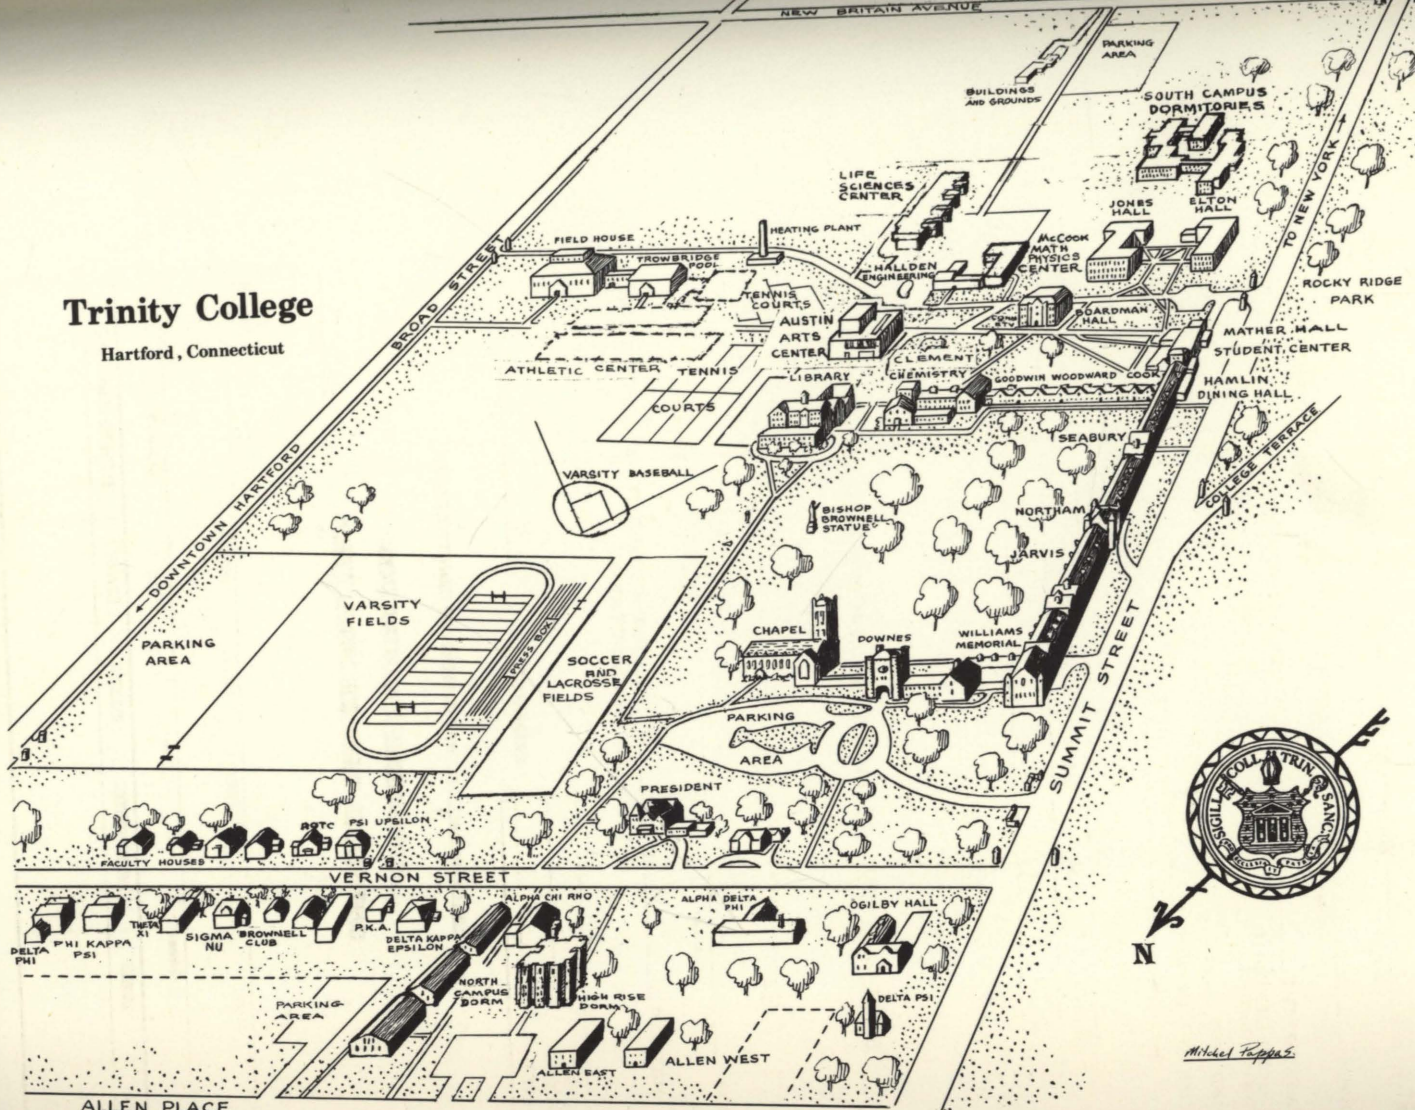 NEW BRITAIN AVENUE
PARKING
AREA
BUILDINGS
AND GROUNDS
SOUTH CAMPUS
DORMITORIES
TO NEW YORK →
LIFE
SCIENCES
CENTER
JONES
HALL
ELTON
HALL
FIELD HOUSE
HEATING PLANT
TROWBRIDGE
POOL
McCOOK
MATH
PHYSICS
CENTER
HALLDEN
ENGINEERING
ROCKY RIDGE
PARK
Trinity College
Hartford, Connecticut
BROAD STREET
TENNIS
COURTS
AUSTIN
ARTS
CENTER
BOARDMAN
HALL
MATHER HALL
STUDENT CENTER
ATHLETIC CENTER
TENNIS
COURTS
LIBRARY
CLEMENT
CHEMISTRY
GOODWIN WOODWARD COOK
HAMLIN
DINING HALL
COLLEGE TERRACE
SEABURY
VARSITY BASEBALL
← DOWNTOWN HARTFORD
BISHOP
BROWNELL
STATUE
NORTHAM
JARVIS
VARSITY
FIELDS
PARKING
AREA
PRESS BOX
SOCCER
AND
LACROSSE
FIELDS
CHAPEL
DOWNES
WILLIAMS
MEMORIAL
SUMMIT STREET
PARKING
AREA
PRESIDENT
SIGILL COLL TRIN SANCT
N
ROTC
PSI UPSILON
FACULTY HOUSES
VERNON STREET
DELTA
PHI
PHI KAPPA
PSI
THETA
XI
SIGMA
NU
BROWNELL
CLUB
P.K.A.
DELTA KAPPA
EPSILON
ALPHA CHI RHO
ALPHA DELTA
PHI
OGILBY HALL
NORTH
CAMPUS
DORM
HIGH RISE
DORM
DELTA PSI
PARKING
AREA
ALLEN EAST
ALLEN WEST
ALLEN PLACE
Mitchel Pappas